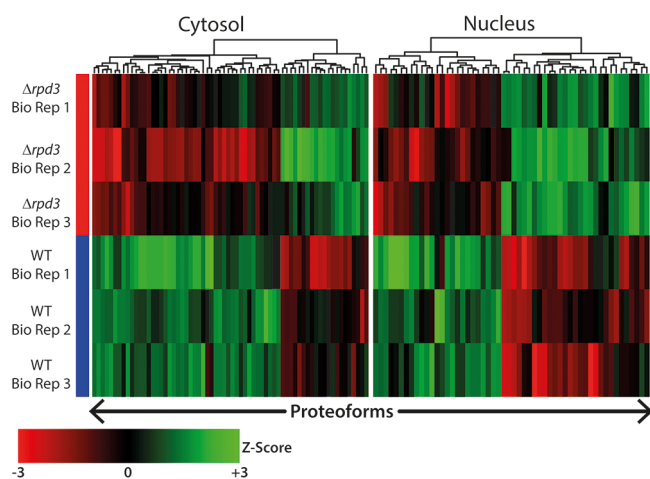 Cytosol
Nucleus
Δrpd3
Bio Rep 1
Δrpd3
Bio Rep 2
Δrpd3
Bio Rep 3
WT
Bio Rep 1
WT
Bio Rep 2
WT
Bio Rep 3
Proteoforms
Z-Score
-3
0
+3